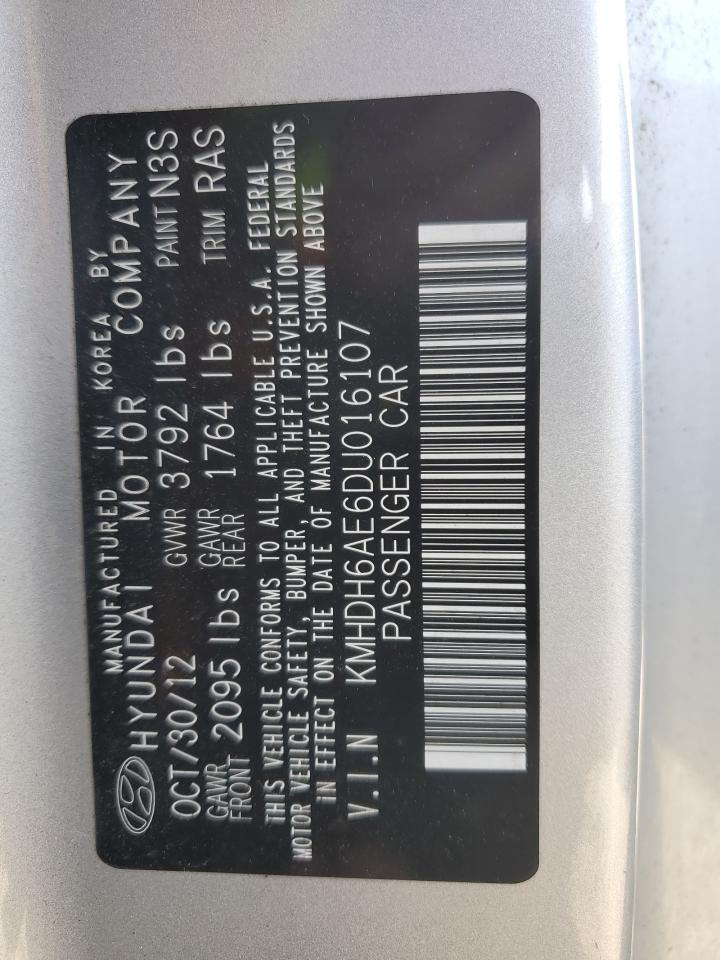 MANUFACTURED IN KOREA BY
HYUNDAI MOTOR COMPANY
OCT/30/12 GVWR 3792 lbs PAINT N3S
GAWR FRONT 2095 lbs GAWR REAR 1764 lbs TRIM RAS
THIS VEHICLE CONFORMS TO ALL APPLICABLE U.S.A. FEDERAL
MOTOR VEHICLE SAFETY, BUMPER, AND THEFT PREVENTION STANDARDS
IN EFFECT ON THE DATE OF MANUFACTURE SHOWN ABOVE
V.I.N KMHDH6AE6DU016107
PASSENGER CAR